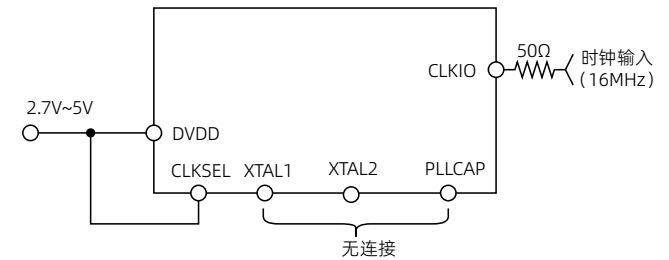 50Ω
时钟输入
(16MHz)
CLKIO
2.7V~5V
DVDD
CLKSEL
XTAL1
XTAL2
PLLCAP
无连接